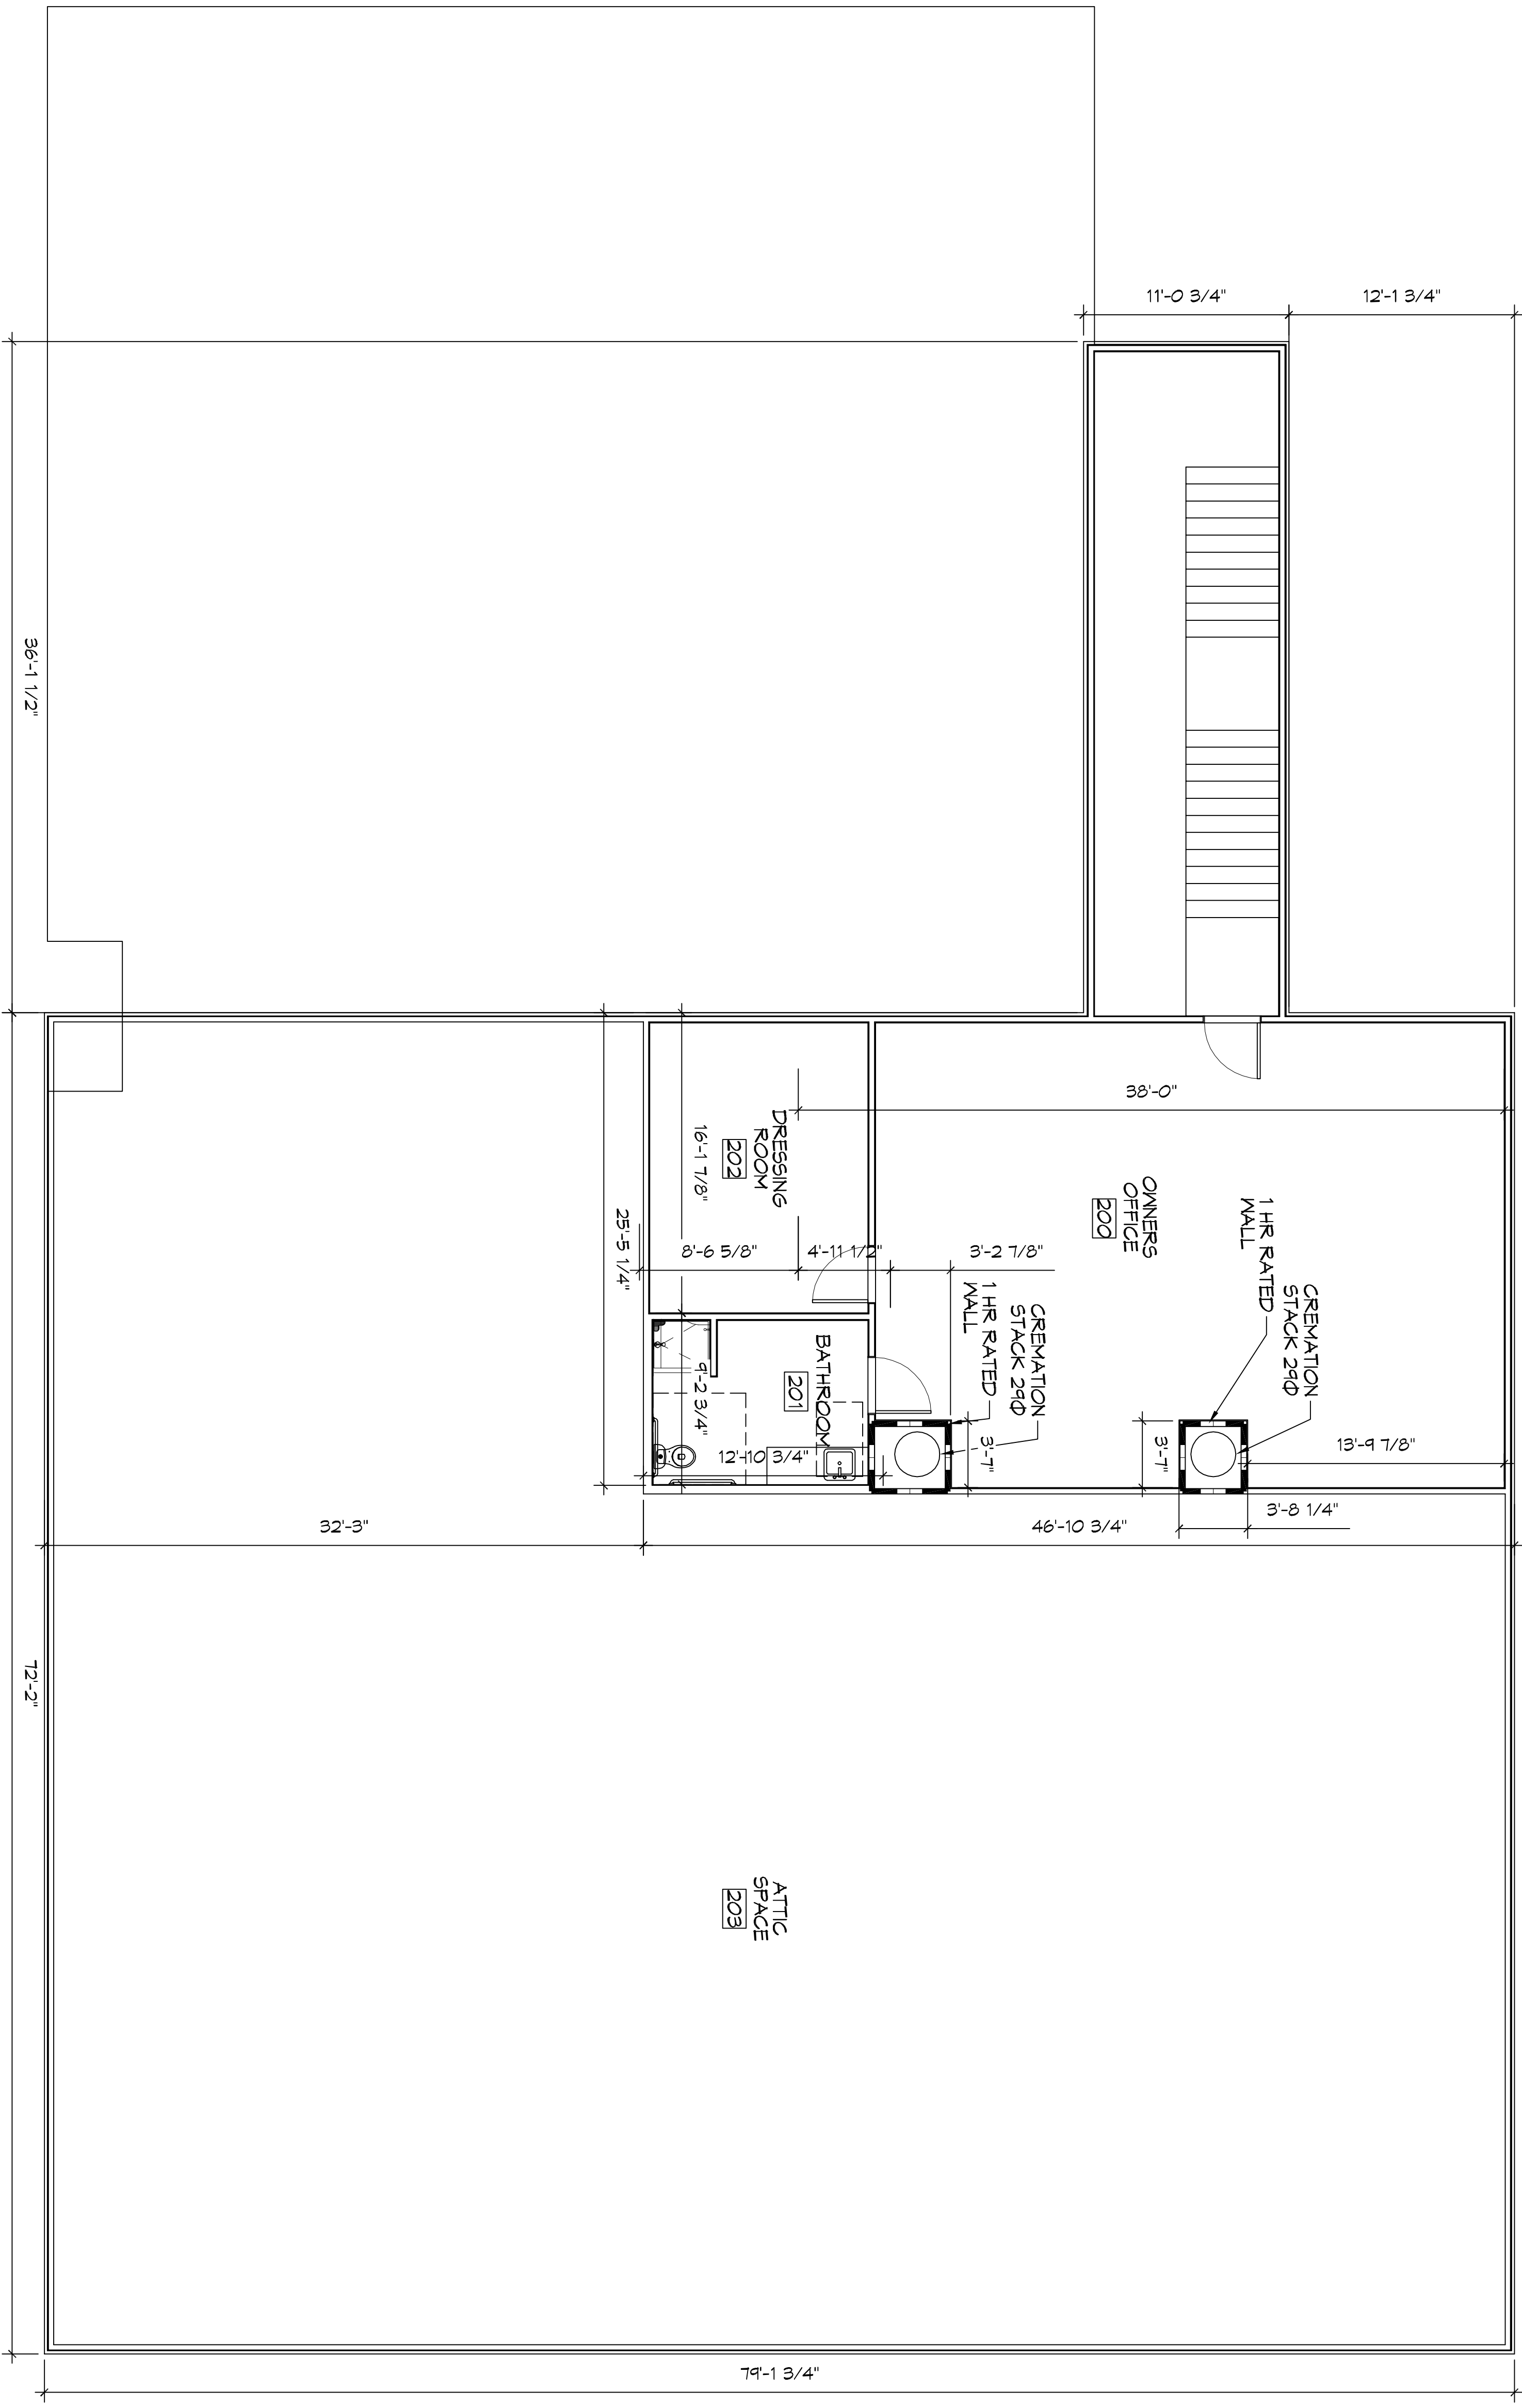 11'-0 3/4"
12'-1 3/4"
36'-1 1/2"
38'-0"
DRESSING
ROOM
202
16'-1 7/8"
25'-5 1/4"
8'-6 5/8"
4'-11 1/2"
3'-2 7/8"
OWNERS
OFFICE
200
1 HR RATED
WALL
CREMATION
STACK 29Φ
1 HR RATED
WALL
CREMATION
STACK 29Φ
BATHROOM
201
9'-2 3/4"
12'-10 3/4"
3'-7"
3'-7"
13'-9 7/8"
3'-8 1/4"
32'-3"
46'-10 3/4"
72'-2"
ATTIC
SPACE
203
79'-1 3/4"